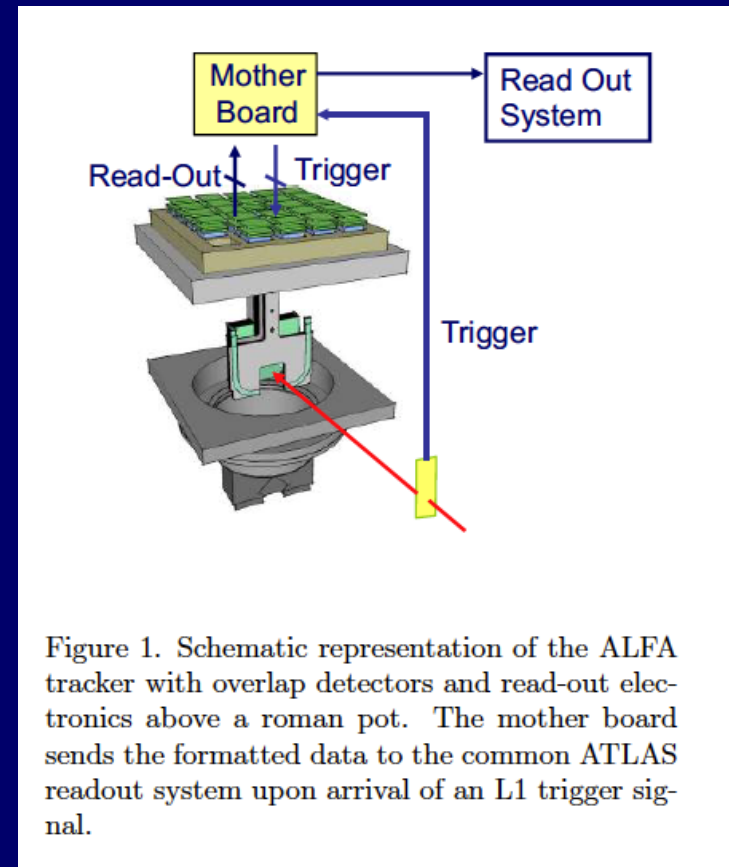 Mother
Board
Read Out
System
Read-Out
Trigger
Trigger
Figure 1. Schematic representation of the ALFA
tracker with overlap detectors and read-out elec-
tronics above a roman pot. The mother board
sends the formatted data to the common ATLAS
readout system upon arrival of an L1 trigger sig-
nal.